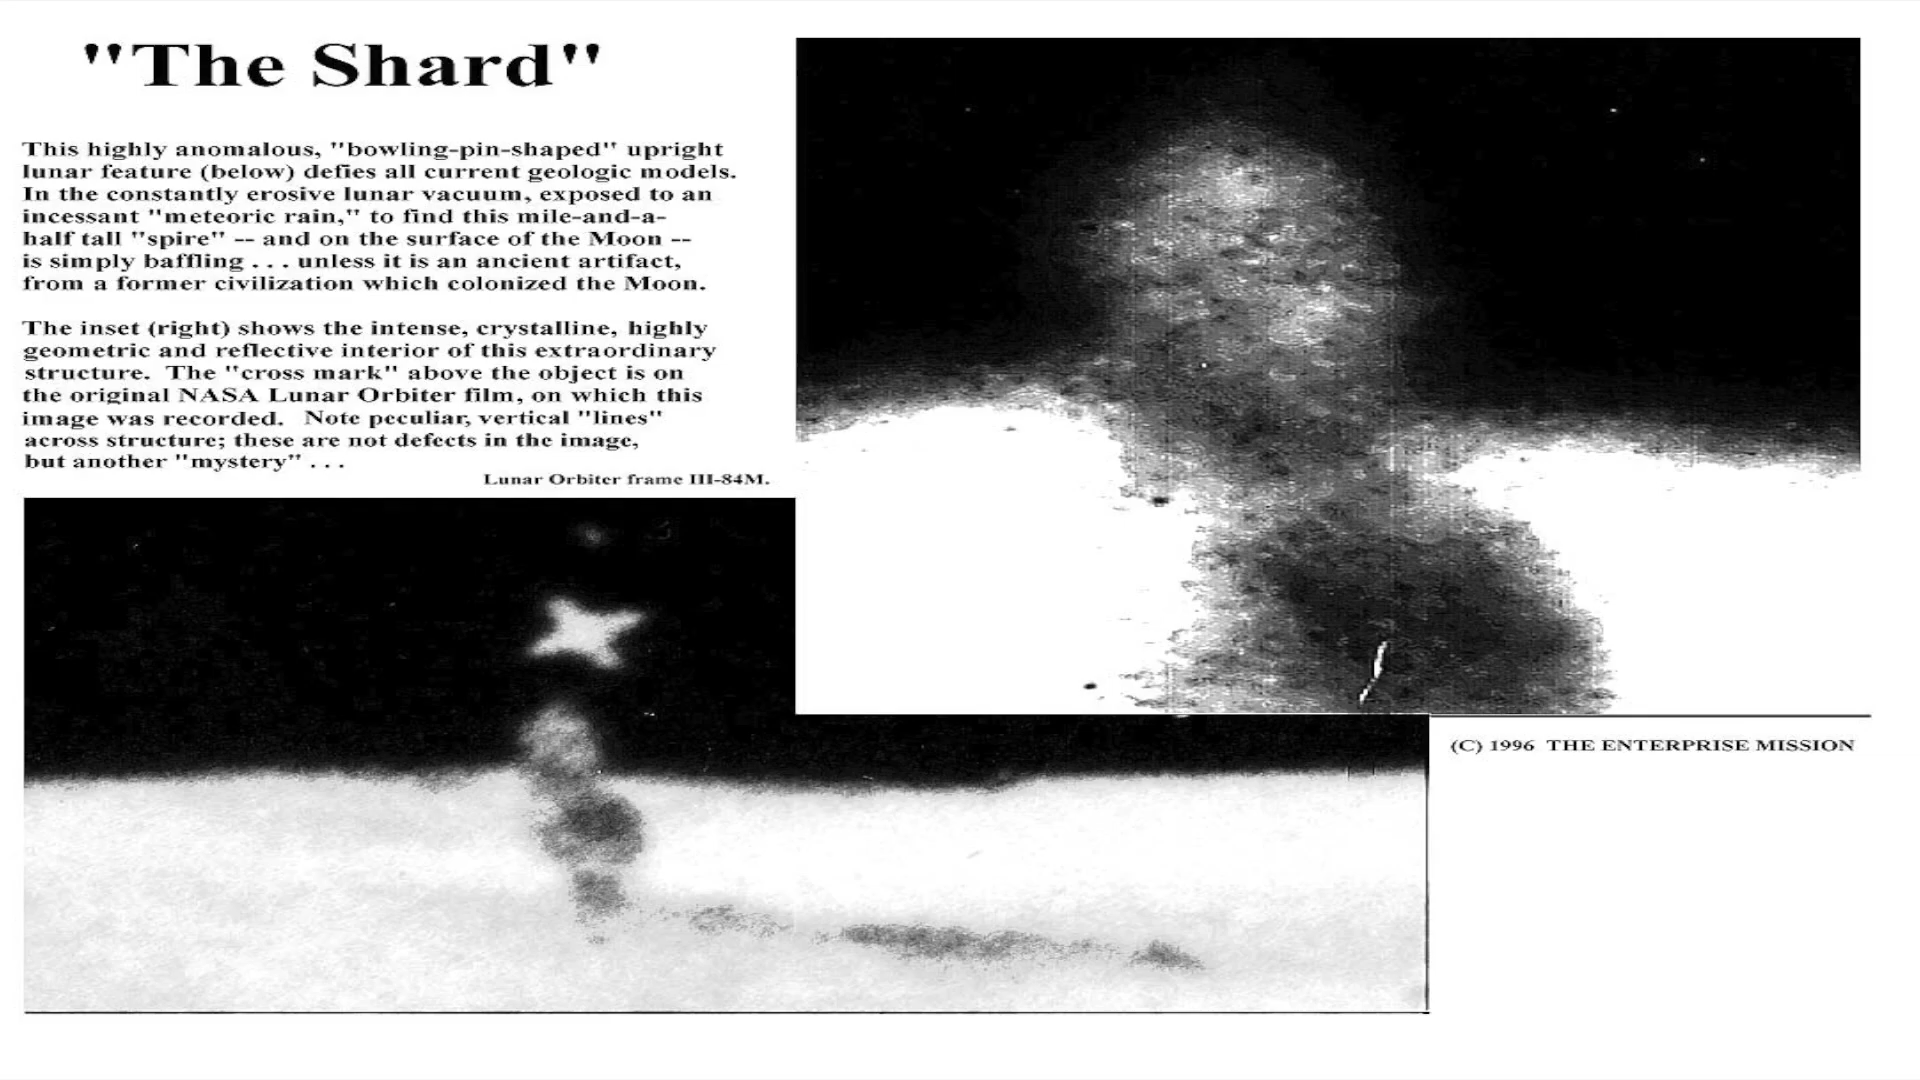 "The Shard"
This highly anomalous, "bowling-pin-shaped" upright
lunar feature (below) defies all current geologic models.
In the constantly erosive lunar vacuum, exposed to an
incessant "meteoric rain," to find this mile-and-a-
half tall "spire" -- and on the surface of the Moon --
is simply baffling . . . unless it is an ancient artifact,
from a former civilization which colonized the Moon.
The inset (right) shows the intense, crystalline, highly
geometric and reflective interior of this extraordinary
structure. The "cross mark" above the object is on
the original NASA Lunar Orbiter film, on which this
image was recorded. Note peculiar, vertical "lines"
across structure; these are not defects in the image,
but another "mystery" . . .
Lunar Orbiter frame III-84M.
(C) 1996 THE ENTERPRISE MISSION